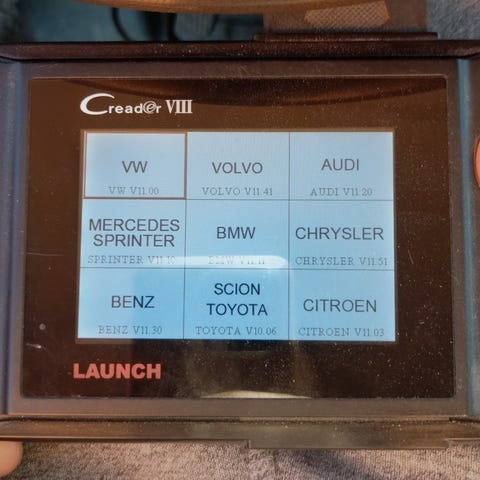 Creader VIII
VW
VW V11.00
VOLVO
VOLVO V11.41
AUDI
AUDI V11.20
MERCEDES
SPRINTER
SPRINTER
BMW
CHRYSLER
CHRYSLER V11.51
BENZ
BENZ V11.30
SCION
TOYOTA
TOYOTA V10.06
CITROEN
CITROEN V11.03
LAUNCH